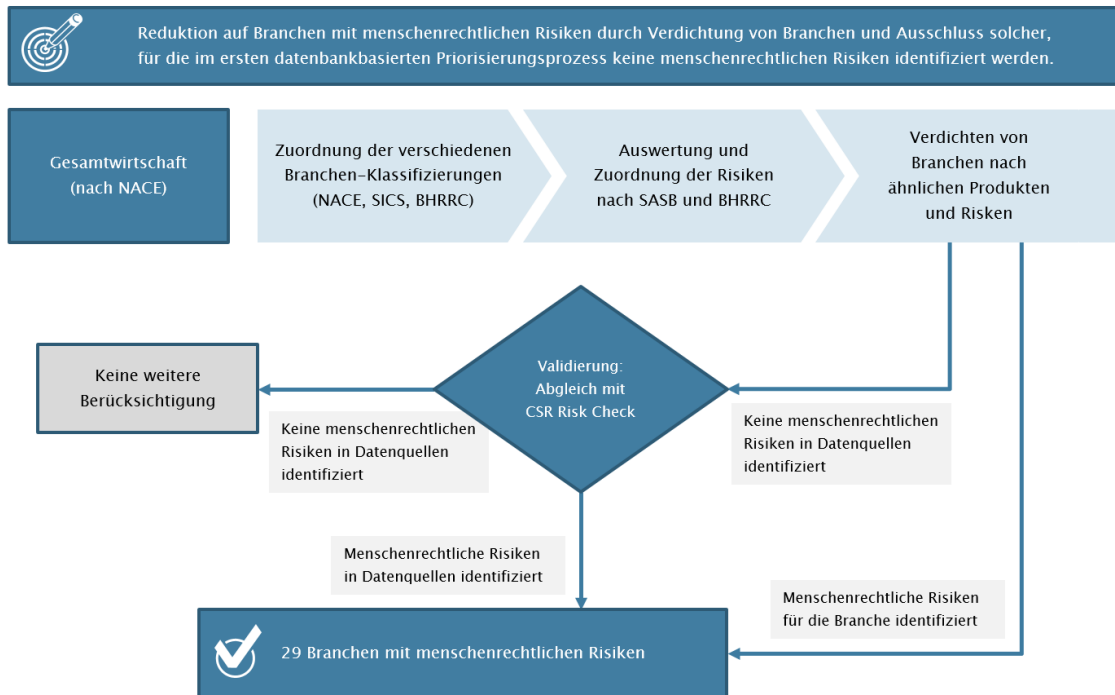 Reduktion auf Branchen mit menschenrechtlichen Risiken durch Verdichtung von Branchen und Ausschluss solcher,
für die im ersten datenbankbasierten Priorisierungsprozess keine menschenrechtlichen Risiken identifiziert werden.
Gesamtwirtschaft
(nach NACE)
Zuordnung der verschiedenen
Branchen-Klassifizierungen
(NACE, SICS, BHRRC)
Auswertung und
Zuordnung der Risiken
nach SASB und BHRRC
Verdichten von
Branchen nach
ähnlichen Produkten
und Risken
Validierung:
Abgleich mit
CSR Risk Check
Keine weitere
Berücksichtigung
Keine menschenrechtlichen
Risiken in Datenquellen
identifiziert
Keine menschenrechtlichen
Risiken in Datenquellen
identifiziert
Menschenrechtliche Risiken
in Datenquellen identifiziert
Menschenrechtliche Risiken
für die Branche identifiziert
29 Branchen mit menschenrechtlichen Risiken